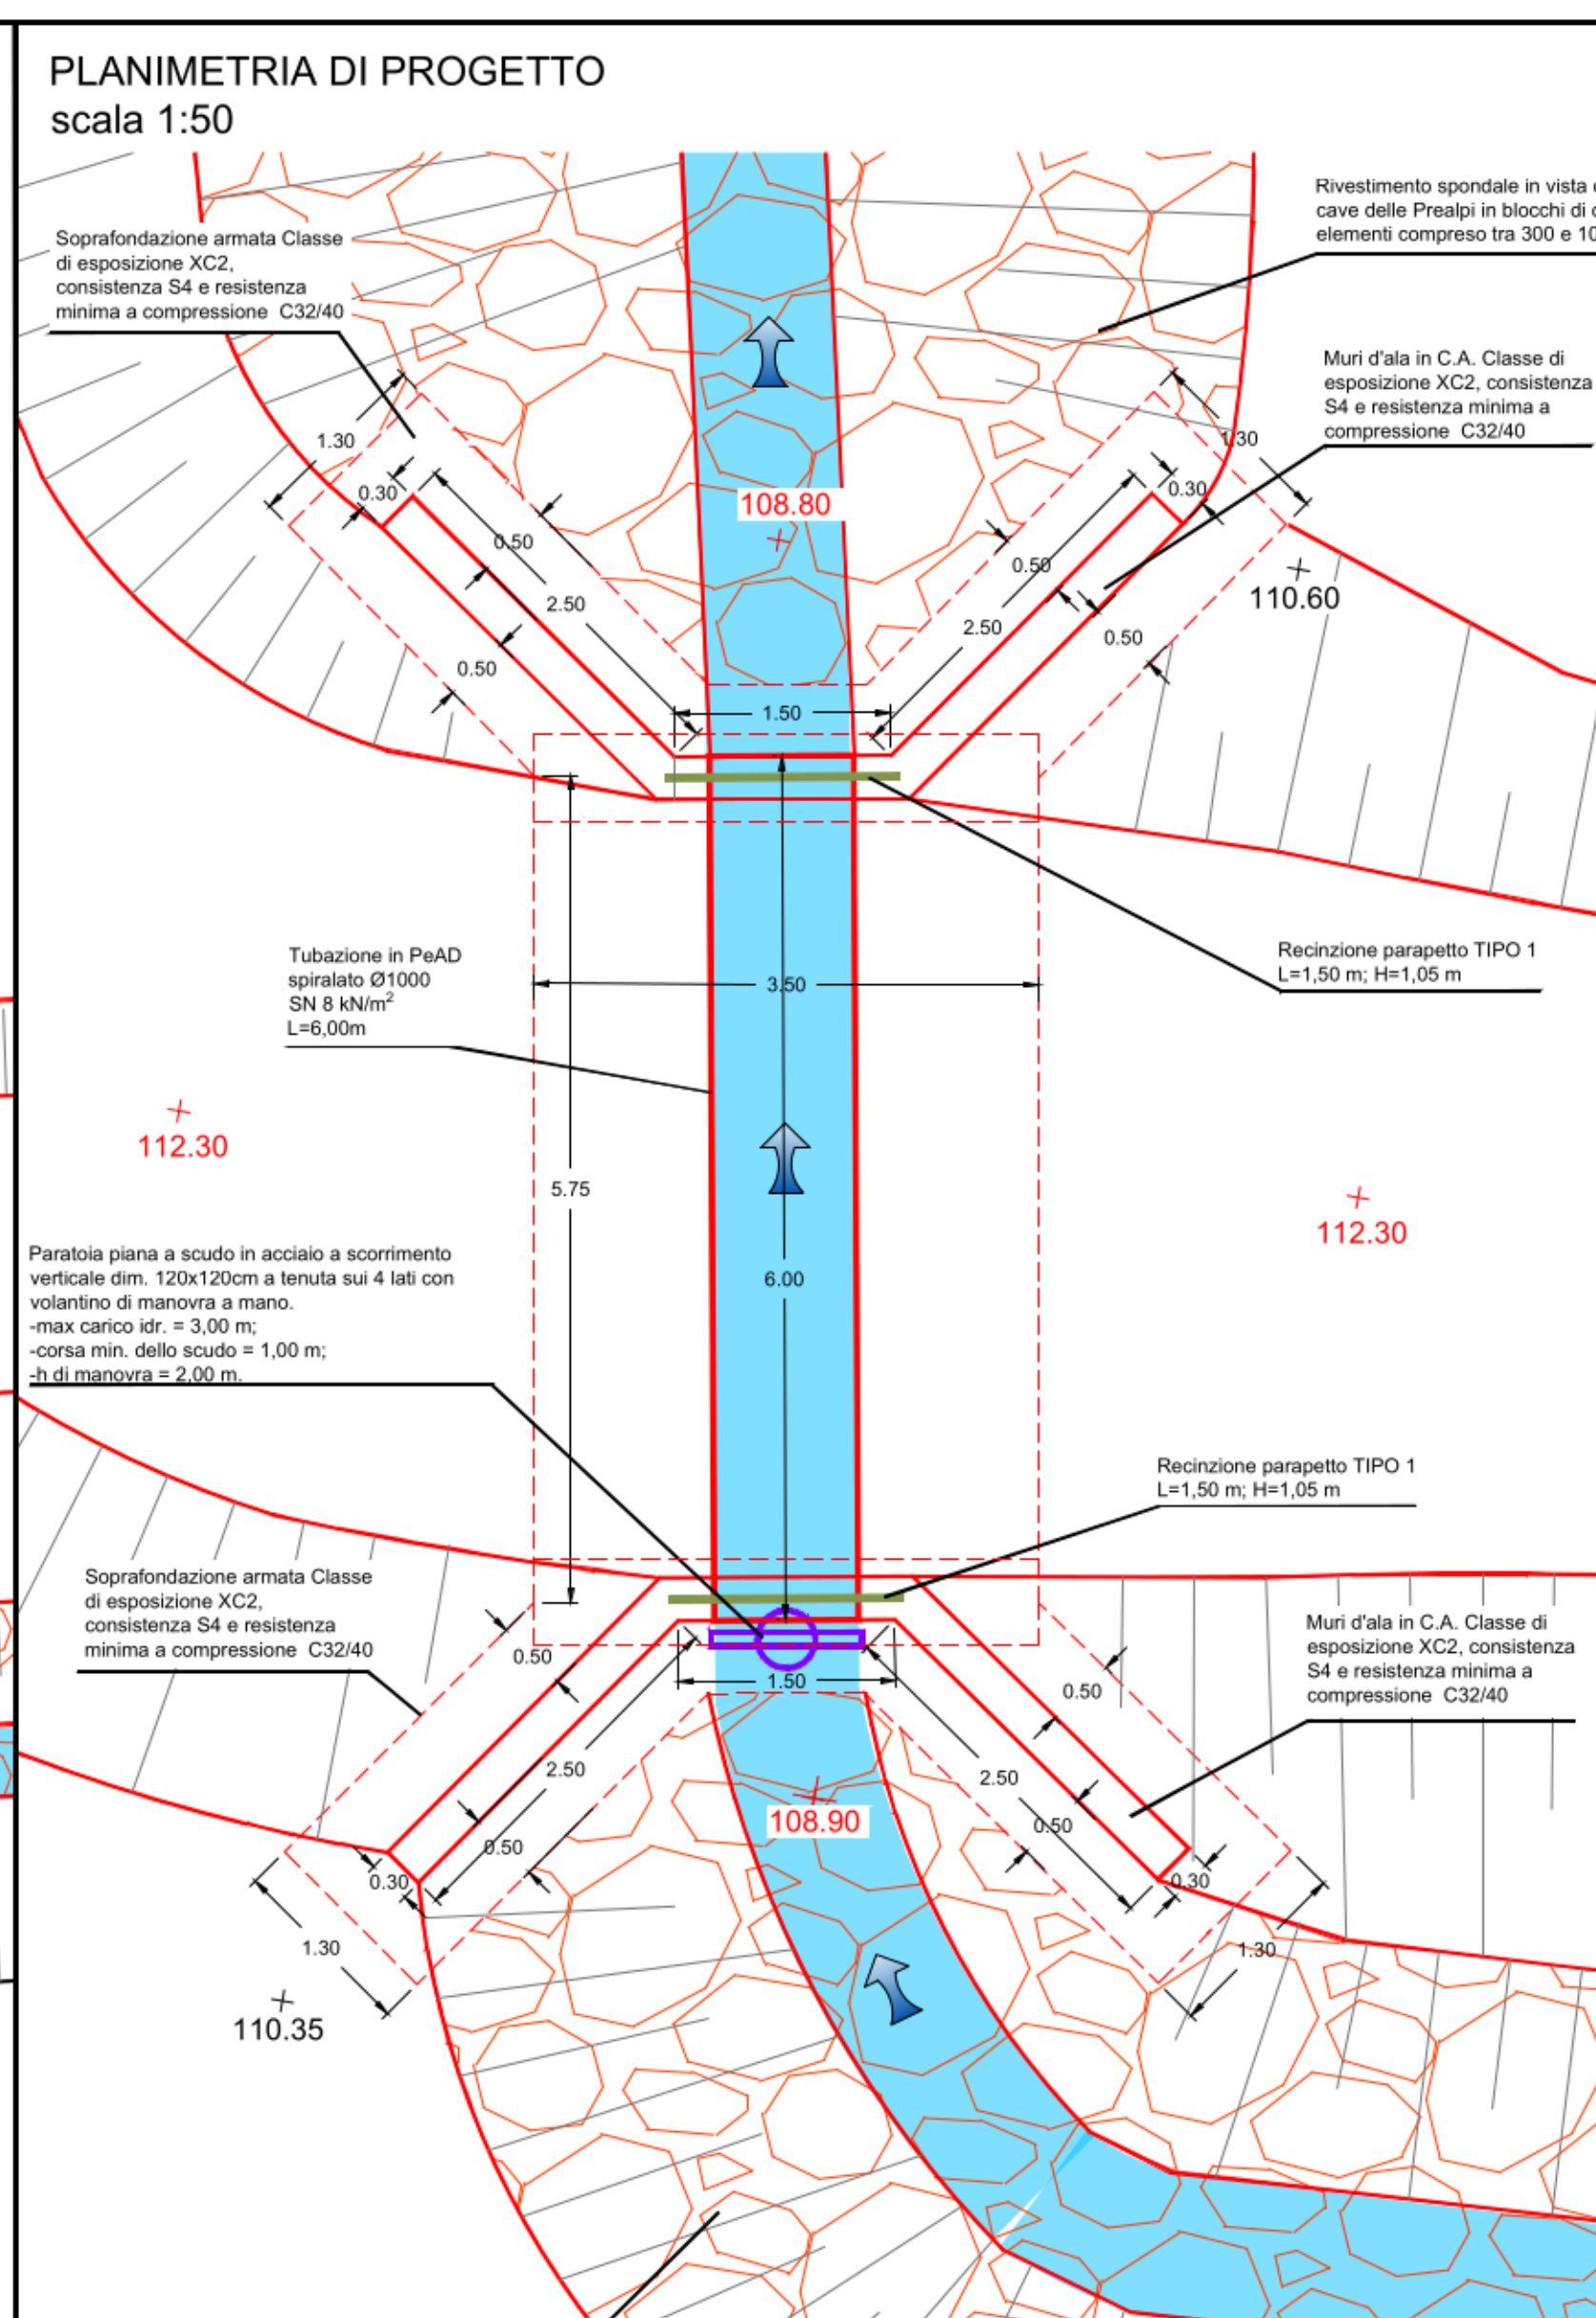 PLANIMETRIA DI PROGETTO
scala 1:50
Rivestimento spondale in vista
cave delle Prealpi in blocchi di
elementi compreso tra 300 e
Soprafondazione armata Classe
di esposizione XC2,
consistenza S4 e resistenza
minima a compressione C32/40
Muri d'ala in C.A. Classe di
esposizione XC2, consistenza
S4 e resistenza minima a
compressione C32/40
1.30
1.30
0.30
0.30
108.80
0.50
0.50
110.60
2.50
2.50
0.50
0.50
1.50
Tubazione in PeAD
spiralato Ø1000
SN 8 kN/m²
L=6,00m
Recinzione parapetto TIPO 1
L=1,50 m; H=1,05 m
3.50
112.30
5.75
112.30
6.00
Paratoia piana a scudo in acciaio a scorrimento
verticale dim. 120x120cm a tenuta sui 4 lati con
volantino di manovra a mano.
-max carico idr. = 3,00 m;
-corsa min. dello scudo = 1,00 m;
-h di manovra = 2,00 m.
Recinzione parapetto TIPO 1
L=1,50 m; H=1,05 m
Soprafondazione armata Classe
di esposizione XC2,
consistenza S4 e resistenza
minima a compressione C32/40
Muri d'ala in C.A. Classe di
esposizione XC2, consistenza
S4 e resistenza minima a
compressione C32/40
0.50
1.50
0.50
2.50
2.50
108.90
0.50
0.50
0.30
0.30
1.30
1.30
110.35